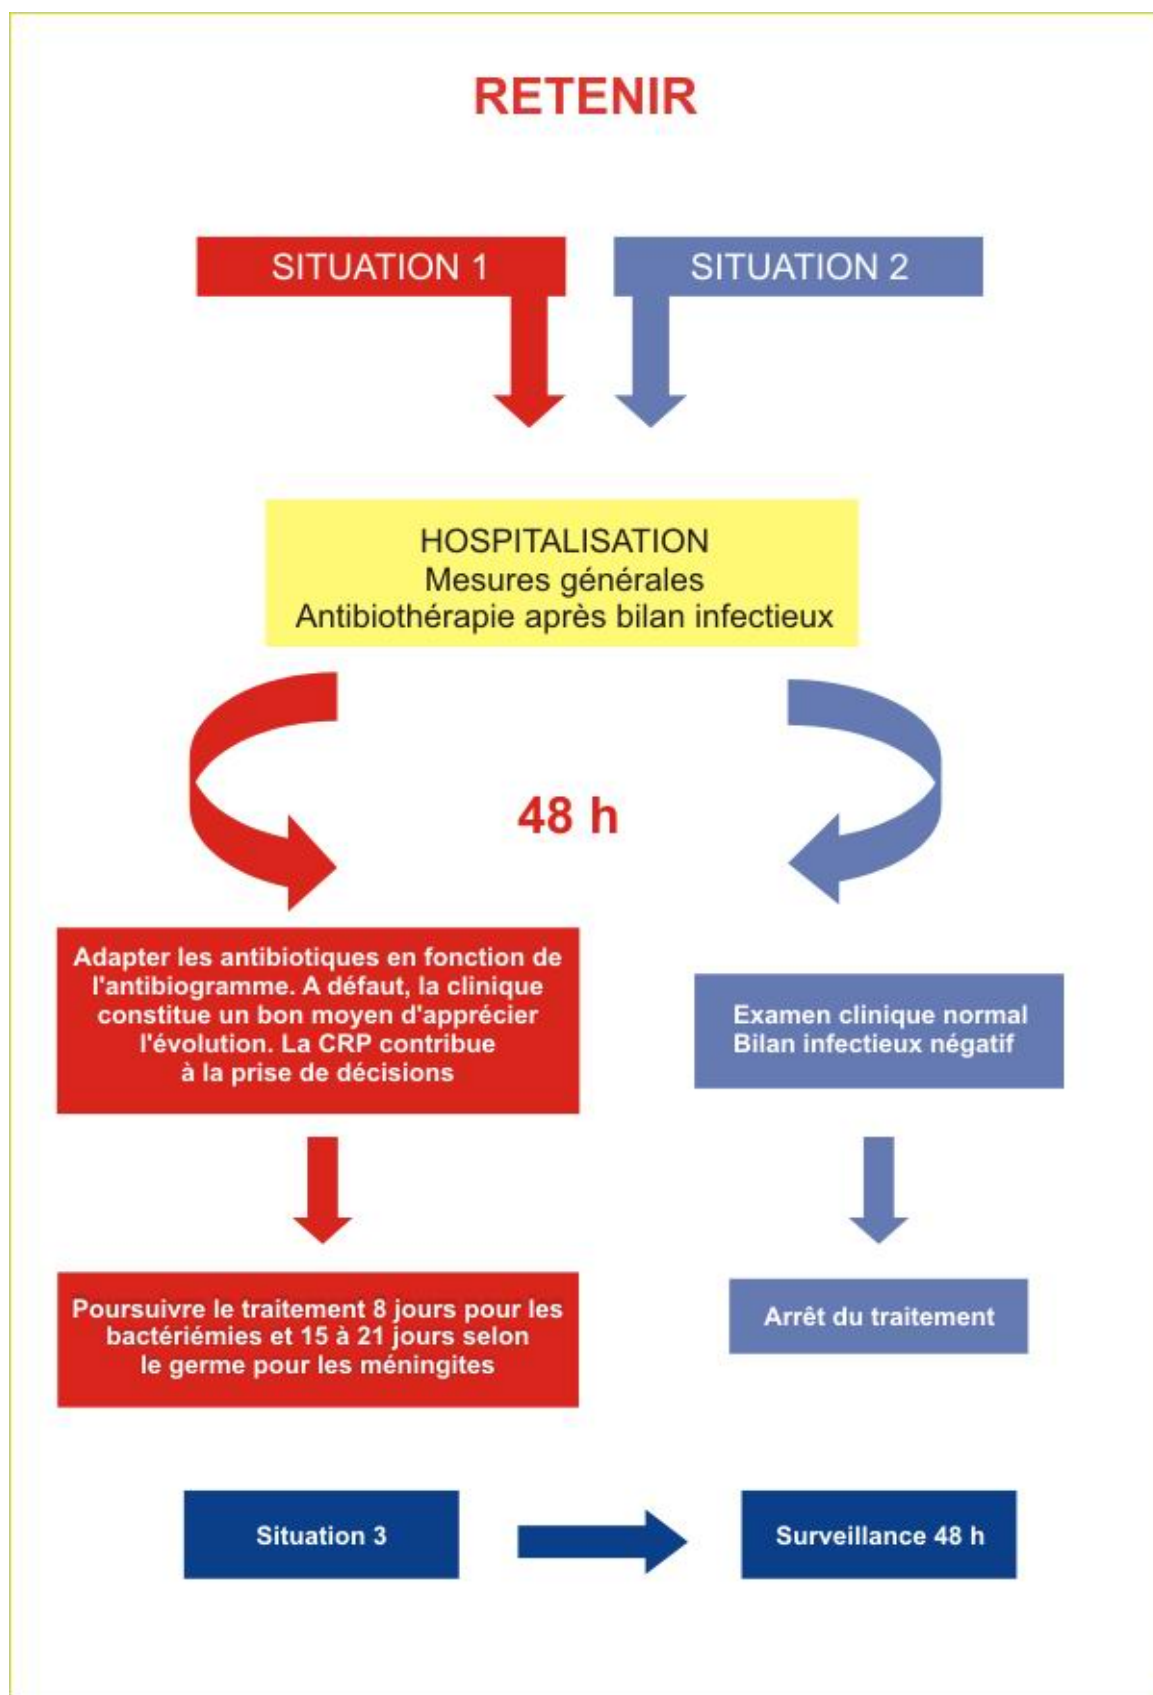 RETENIR
SITUATION 1
SITUATION 2
HOSPITALISATION
Mesures générales
Antibiothérapie après bilan infectieux
48 h
Adapter les antibiotiques en fonction de
l'antibiogramme. A défaut, la clinique
constitue un bon moyen d'apprécier
l'évolution. La CRP contribue
à la prise de décisions
Examen clinique normal
Bilan infectieux négatif
Poursuivre le traitement 8 jours pour les
bactériémies et 15 à 21 jours selon
le germe pour les méningites
Arrêt du traitement
Situation 3
Surveillance 48 h